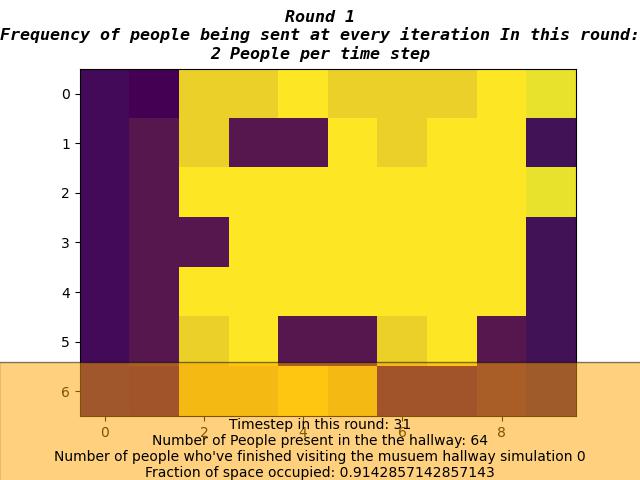 Round 1
Frequency of people being sent at every iteration In this round:
2 People per time step
0
1
2
3
4
5
6
0 2 4 6 8
Timestep in this round: 31
Number of People present in the the hallway: 64
Number of people who've finished visiting the musuem hallway simulation 0
Fraction of space occupied: 0.9142857142857143